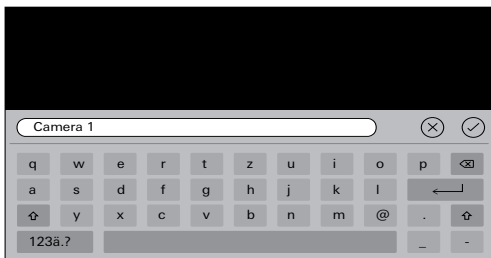 Camera 1
q w e r t z u i o p
a s d f g h j k l
y x c v b n m @ .
123ä.? _ -